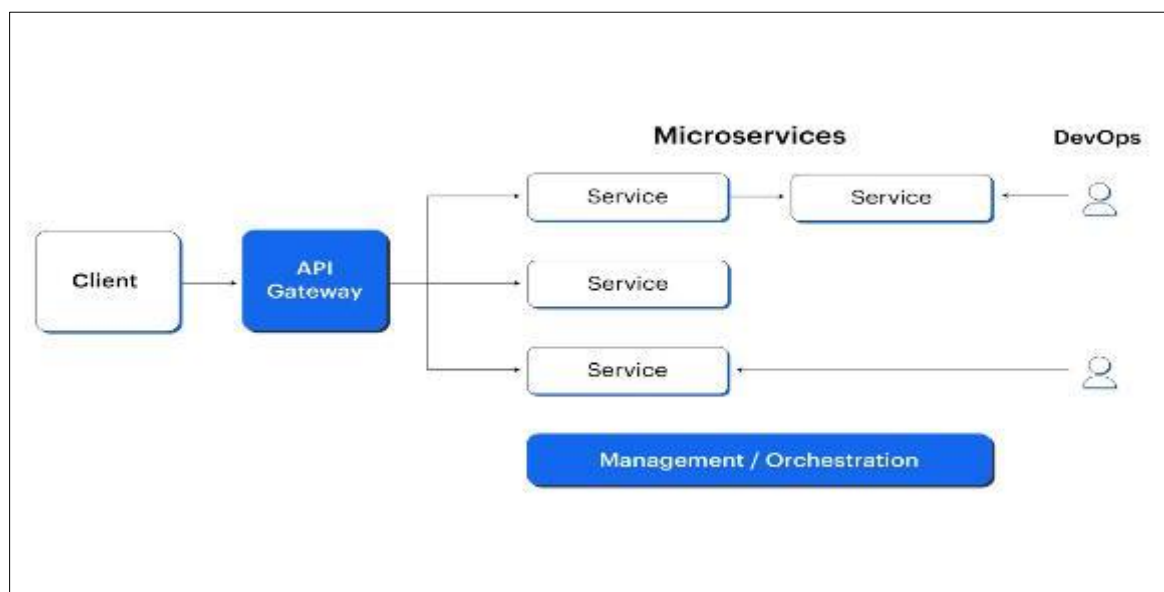 Microservices
DevOps
Service
Service
Client
API
Gateway
Service
Service
Management / Orchestration